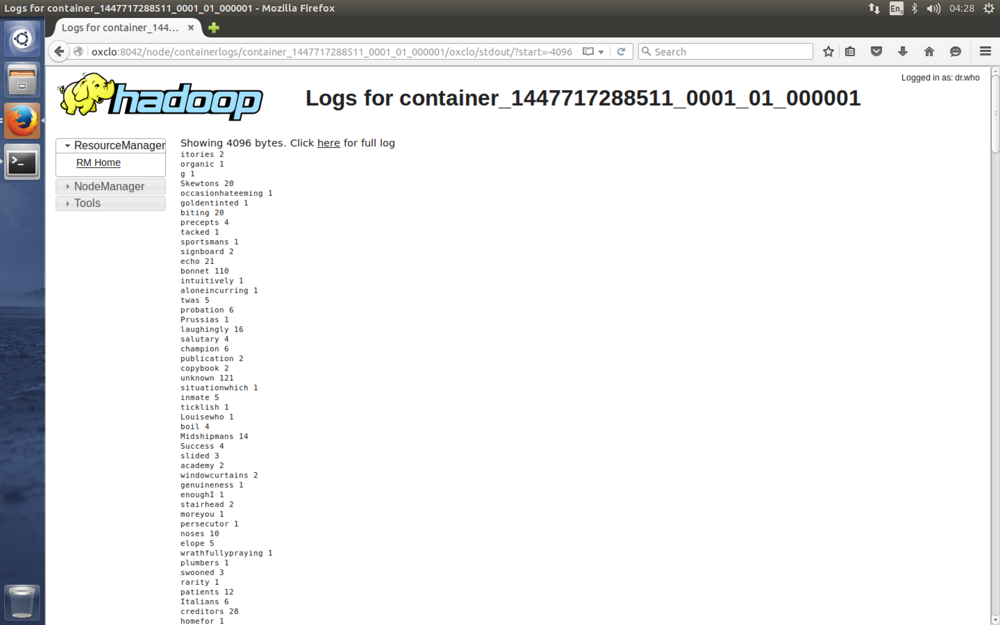 Logs for container_1447717288511_0001_01_000001 - Mozilla Firefox
En3
04:28
Logs for container_144...
oxclo:8042/node/containerlogs/container_1447717288511_0001_01_000001/oxclo/stdout/?start=-4096
Search
Logged in as: dr.who
hadoop
Logs for container_1447717288511_0001_01_000001
ResourceManager
RM Home
NodeManager
Tools
Showing 4096 bytes. Click here for full log
itories 2
organic 1
g 1
Skewtons 20
occasionhateeming 1
goldentinted 1
biting 20
precepts 4
tacked 1
sportsmans 1
signboard 2
echo 21
bonnet 110
intuitively 1
aloneincurring 1
twas 5
probation 6
Prussias 1
laughingly 16
salutary 4
champion 6
publication 2
copybook 2
unknown 121
situationwhich 1
inmate 5
ticklish 1
Louisewho 1
boil 4
Midshipmans 14
Success 4
slided 3
academy 2
windowcurtains 2
genuineness 1
enoughI 1
stairhead 2
moreyou 1
persecutor 1
noses 10
elope 5
wrathfullypraying 1
plumbers 1
swooned 3
rarity 1
patients 12
Italians 6
creditors 28
homefor 1